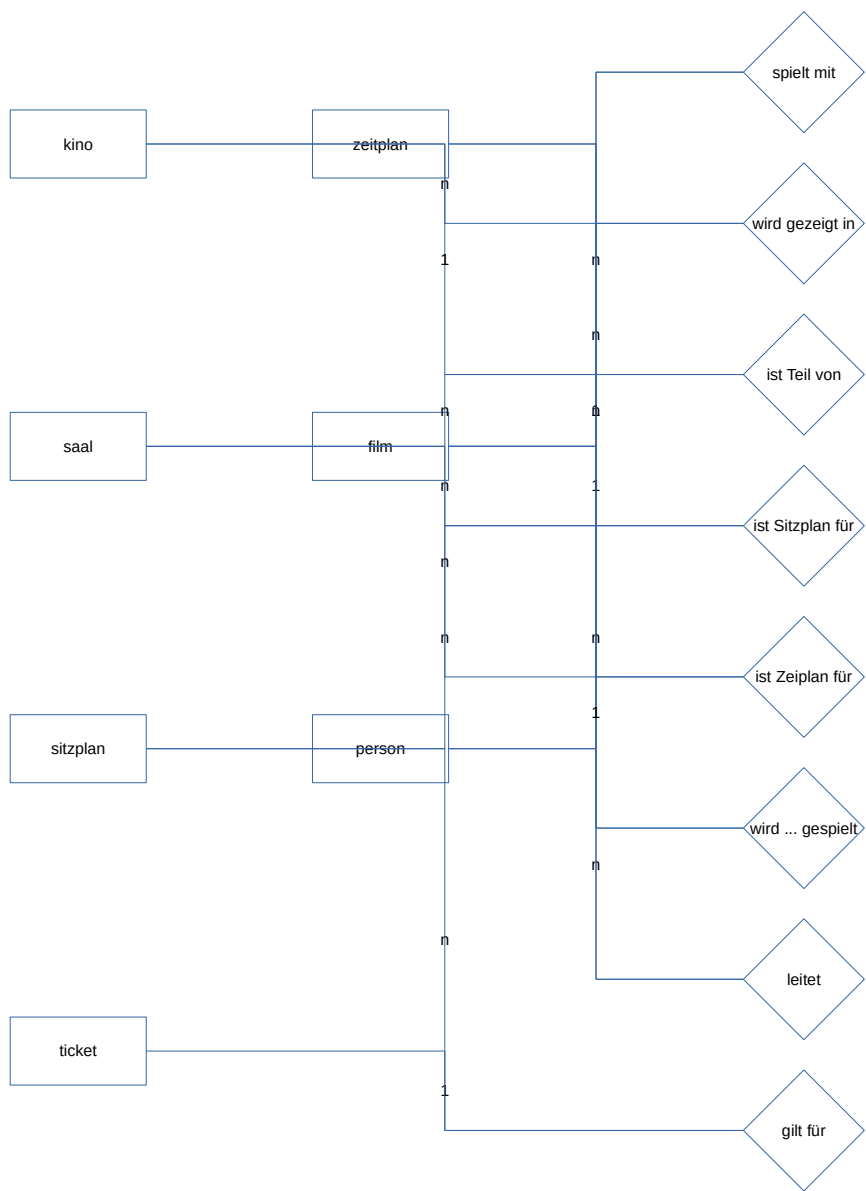 spielt mit
kino
zeitplan
n
wird gezeigt in
1
n
n
ist Teil von
n
n
saal
film
n
1
ist Sitzplan für
n
n
n
ist Zeiplan für
1
sitzplan
person
wird ... gespielt
n
n
leitet
ticket
1
gilt für